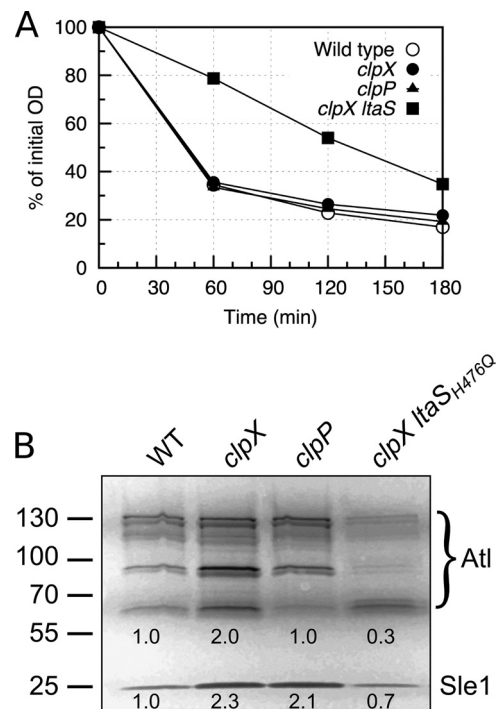 A
% of initial OD
100
80
60
40
20
0
Wild type
clpX
clpP
clpX ltaS
0 30 60 90 120 150 180
Time (min)
B
WT clpX clpP clpX ltaS_H476Q
130
100
70
55
25
Atl
1.0 2.0 1.0 0.3
Sle1
1.0 2.3 2.1 0.7